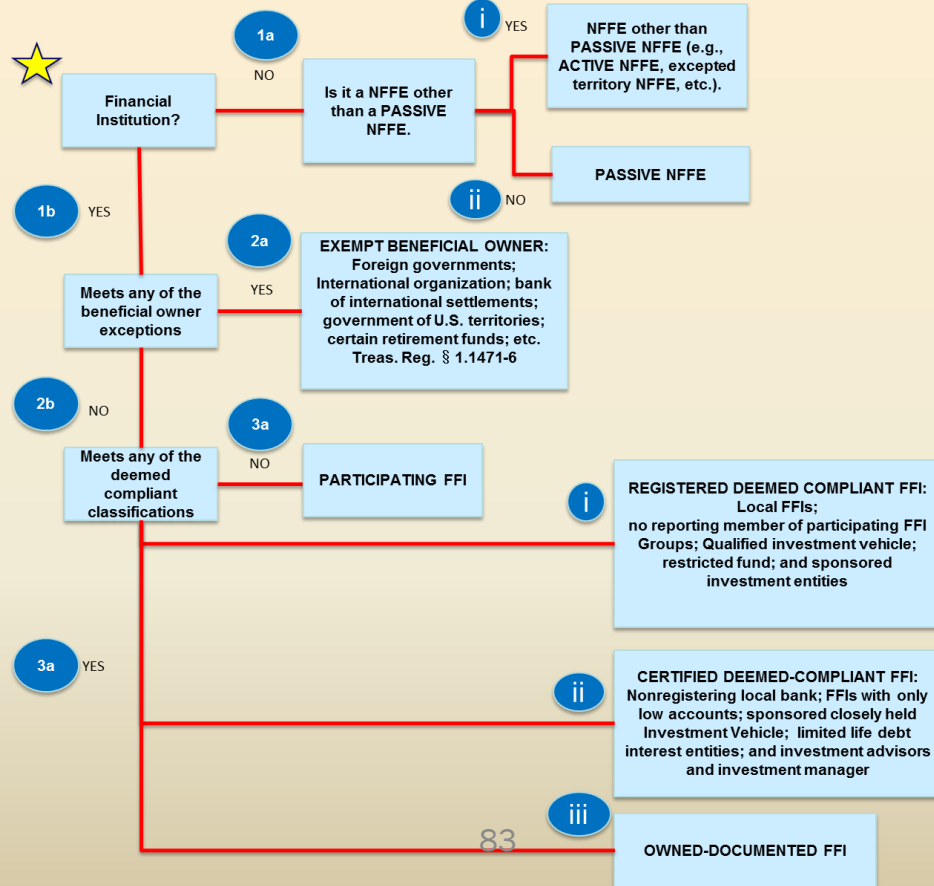 1a
NO
i
YES
NFFE other than
PASSIVE NFFE (e.g.,
ACTIVE NFFE, excepted
territory NFFE, etc.).
Financial
Institution?
Is it a NFFE other
than a PASSIVE
NFFE.
PASSIVE NFFE
ii
NO
1b
YES
2a
YES
EXEMPT BENEFICIAL OWNER:
Foreign governments;
International organization; bank
of international settlements;
government of U.S. territories;
certain retirement funds; etc.
Treas. Reg. § 1.1471-6
Meets any of the
beneficial owner
exceptions
2b
NO
3a
NO
Meets any of the
deemed
compliant
classifications
PARTICIPATING FFI
i
REGISTERED DEEMED COMPLIANT FFI:
Local FFIs;
no reporting member of participating FFI
Groups; Qualified investment vehicle;
restricted fund; and sponsored
investment entities
3a
YES
ii
CERTIFIED DEEMED-COMPLIANT FFI:
Nonregistering local bank; FFIs with only
low accounts; sponsored closely held
Investment Vehicle; limited life debt
interest entities; and investment advisors
and investment manager
iii
83
OWNED-DOCUMENTED FFI